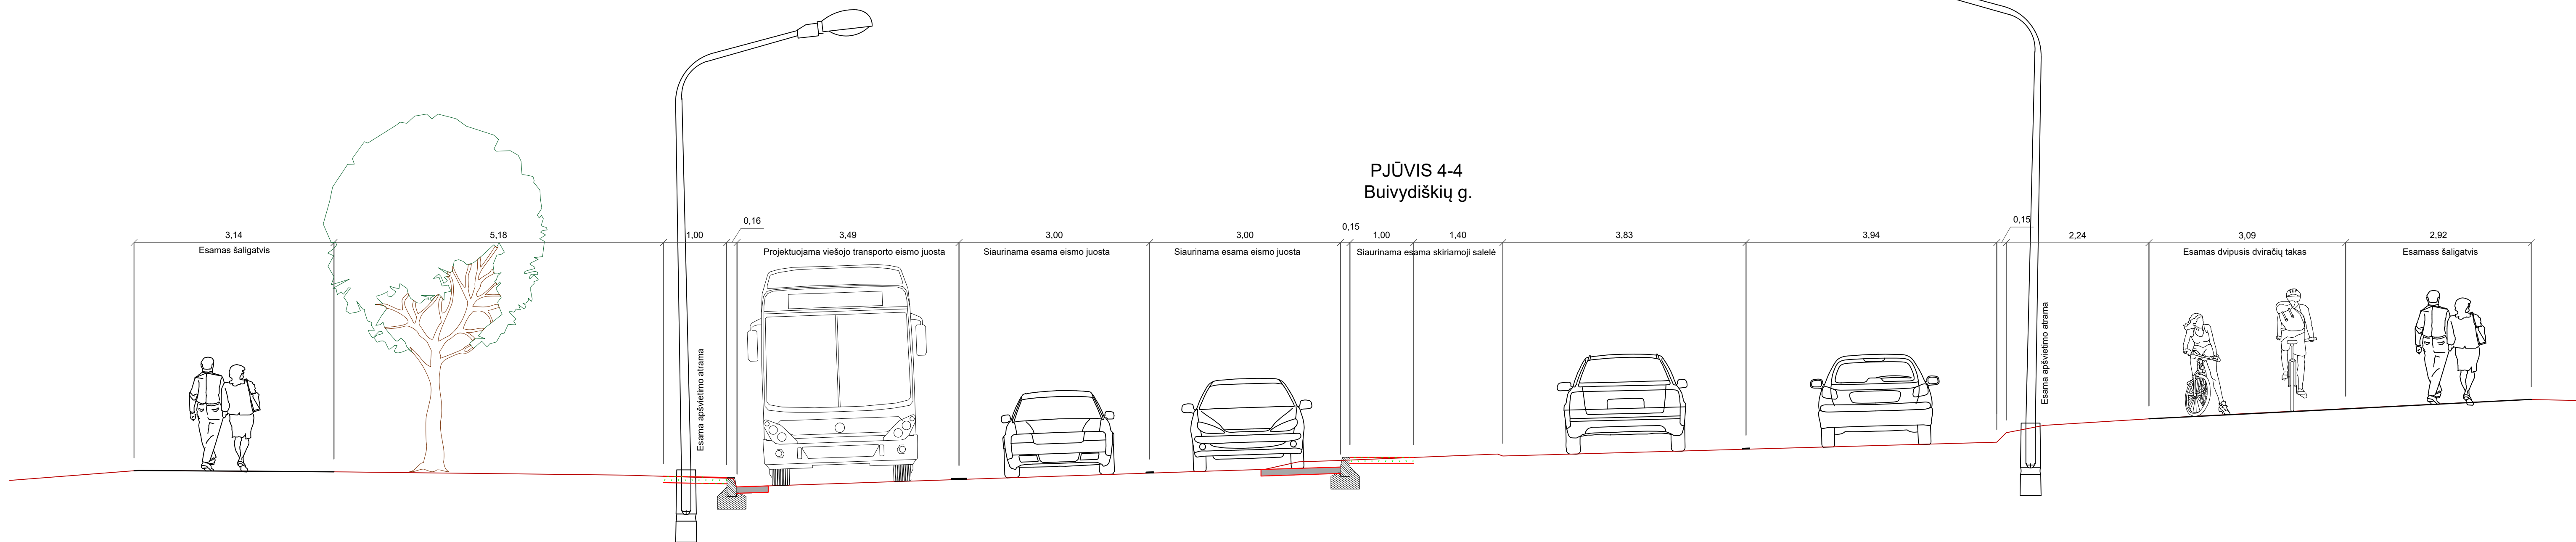 PJŪVIS 4-4
Buivydiškių g.
0,16
0,15
0,15
3,14
5,18
1,00
3,49
3,00
3,00
1,00
1,40
3,83
3,94
2,24
3,09
2,92
Esamas šaligatvis
Projektuojama viešojo transporto eismo juosta
Siaurinama esama eismo juosta
Siaurinama esama eismo juosta
Siaurinama esama skiriamoji salelė
Esamas dvipusis dviračių takas
Esamass šaligatvis
Esama apšvietimo atrama
Esama apšvietimo atrama